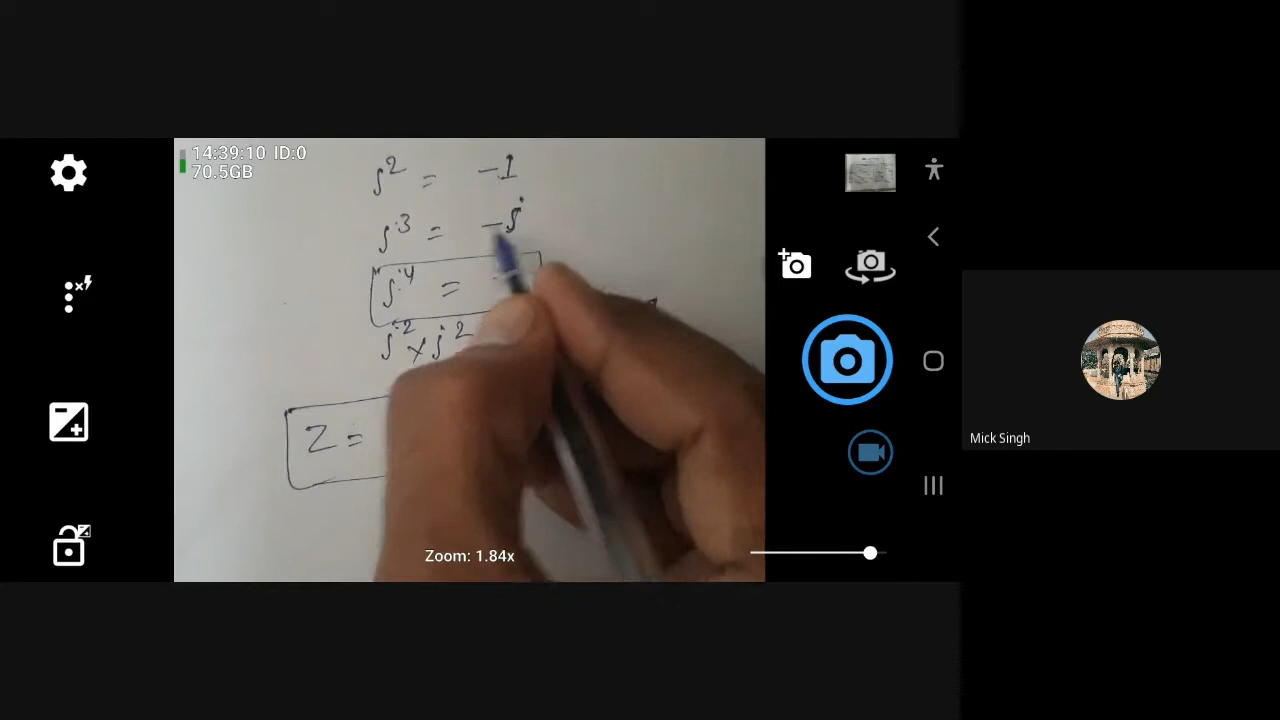 14:39:10 ID:0
70.5GB
j² = -1
j³ = -j
j⁴ =
j² × j²
Z =
Zoom: 1.84x
Mick Singh